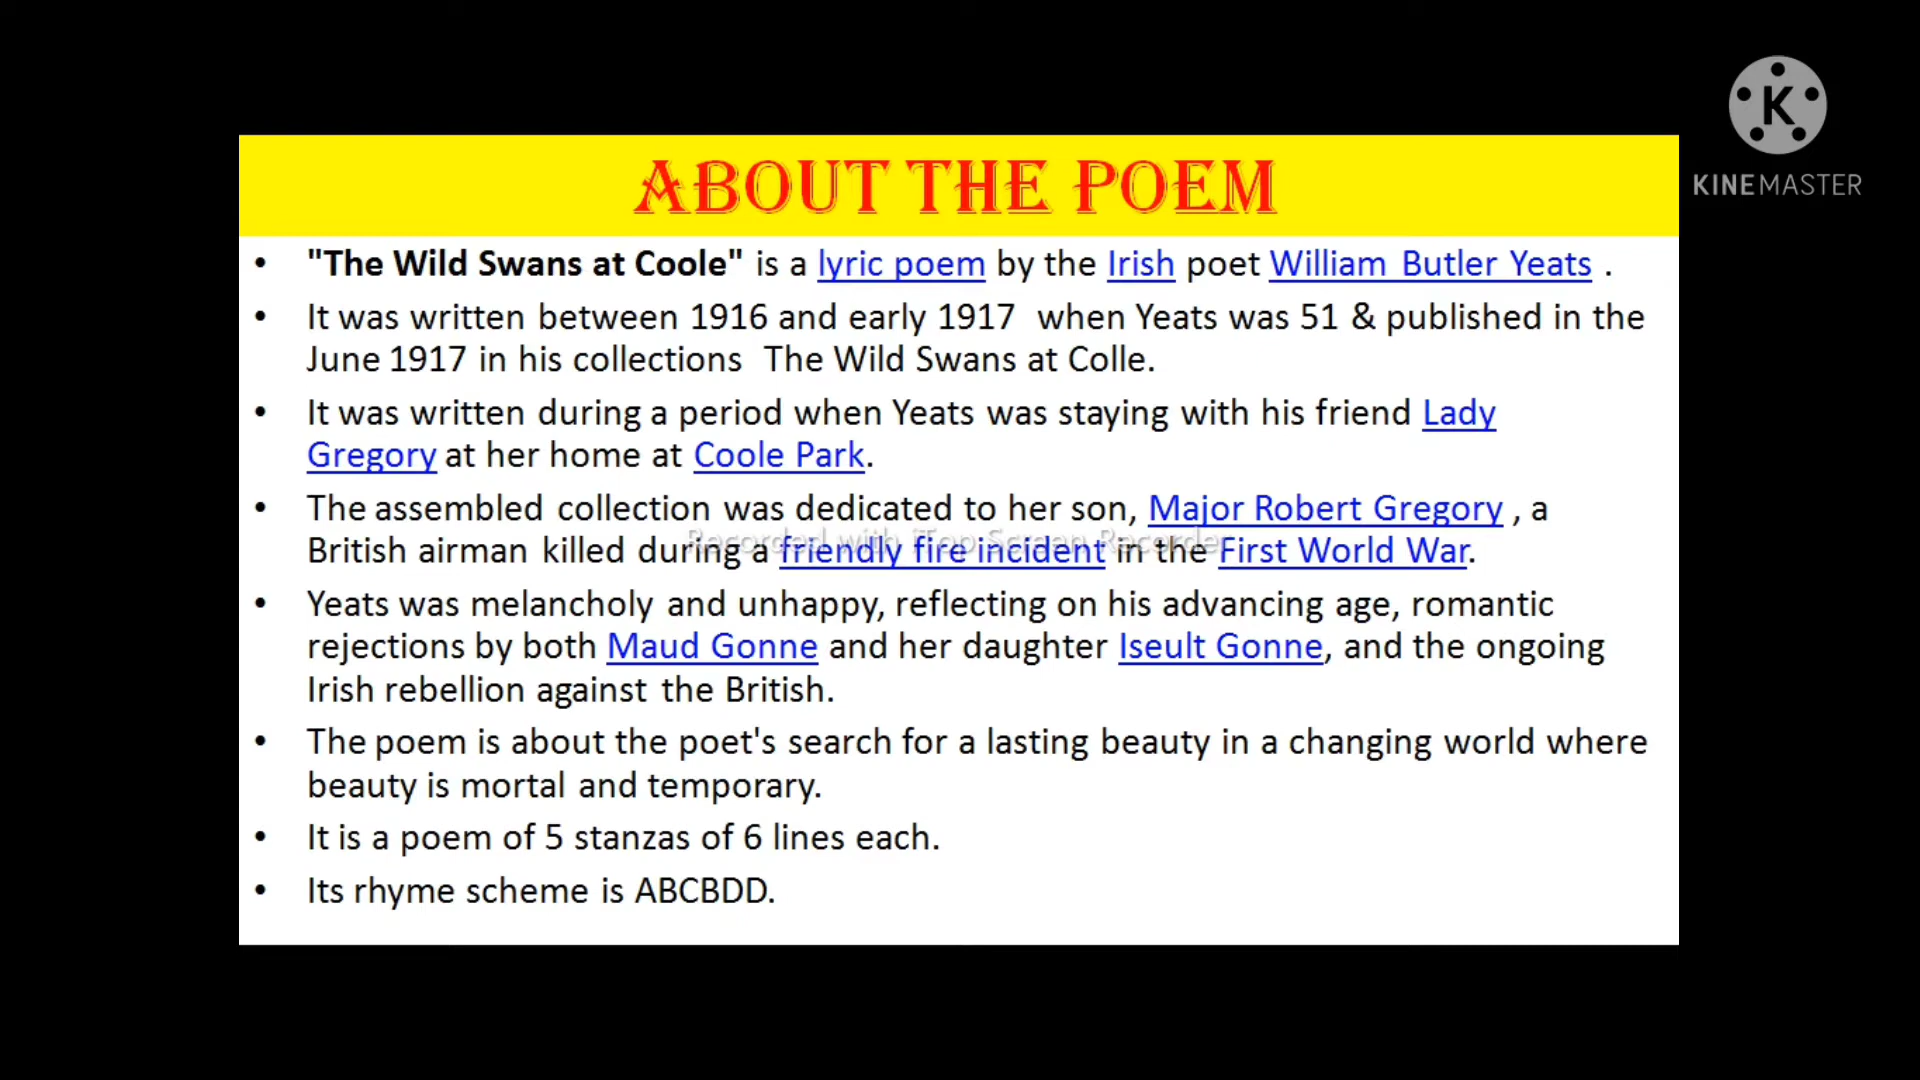 K
KINEMASTER
ABOUT THE POEM
• "The Wild Swans at Coole" is a lyric poem by the Irish poet William Butler Yeats .
• It was written between 1916 and early 1917 when Yeats was 51 & published in the
June 1917 in his collections The Wild Swans at Colle.
• It was written during a period when Yeats was staying with his friend Lady
Gregory at her home at Coole Park.
• The assembled collection was dedicated to her son, Major Robert Gregory , a
Recorded with iTop Screen Recorder
British airman killed during a friendly fire incident in the First World War.
• Yeats was melancholy and unhappy, reflecting on his advancing age, romantic
rejections by both Maud Gonne and her daughter Iseult Gonne, and the ongoing
Irish rebellion against the British.
• The poem is about the poet's search for a lasting beauty in a changing world where
beauty is mortal and temporary.
• It is a poem of 5 stanzas of 6 lines each.
• Its rhyme scheme is ABCBDD.